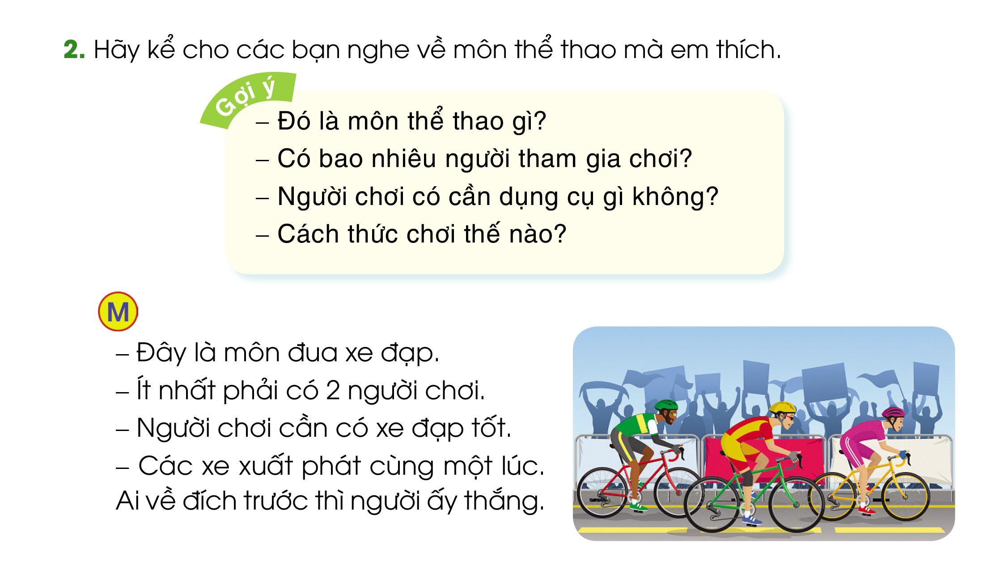 2. Hãy kể cho các bạn nghe về môn thể thao mà em thích.
Gợi ý
– Đó là môn thể thao gì?
– Có bao nhiêu người tham gia chơi?
– Người chơi có cần dụng cụ gì không?
– Cách thức chơi thế nào?
M
– Đây là môn đua xe đạp.
– Ít nhất phải có 2 người chơi.
– Người chơi cần có xe đạp tốt.
– Các xe xuất phát cùng một lúc.
Ai về đích trước thì người ấy thắng.